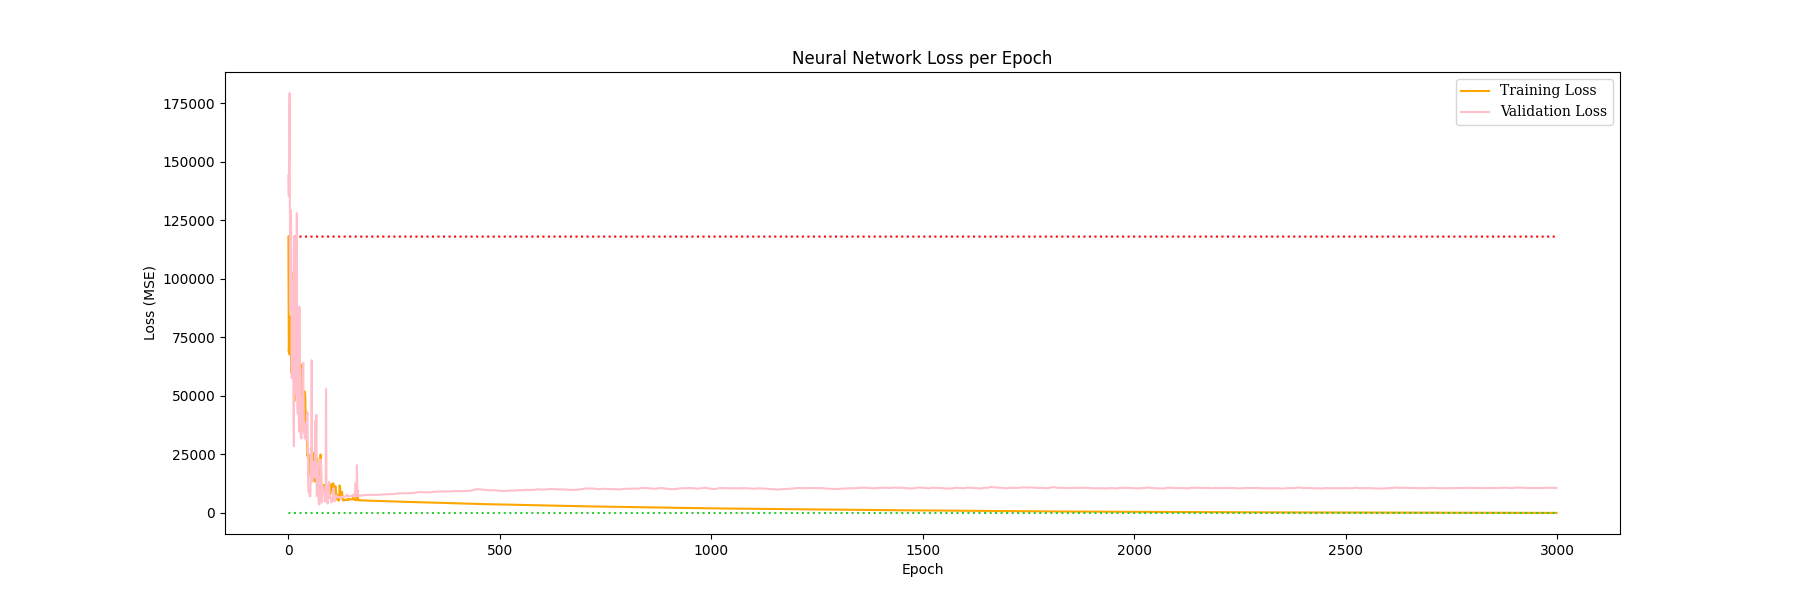 Neural Network Loss per Epoch
Training Loss
Validation Loss
175000
150000
125000
100000
75000
50000
25000
0
Loss (MSE)
0 500 1000 1500 2000 2500 3000
Epoch